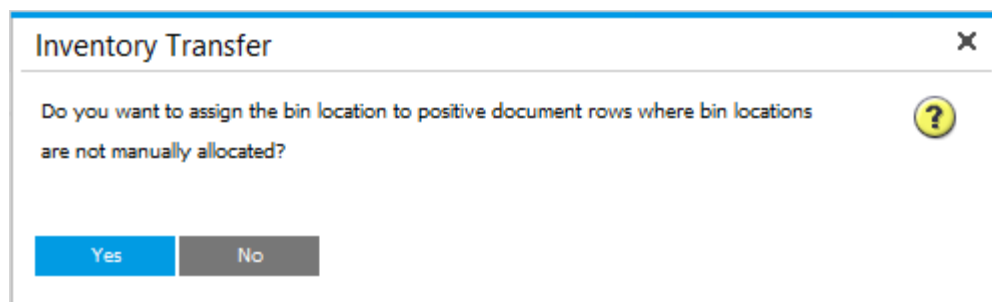 Inventory Transfer
Do you want to assign the bin location to positive document rows where bin locations
are not manually allocated?
Yes
No